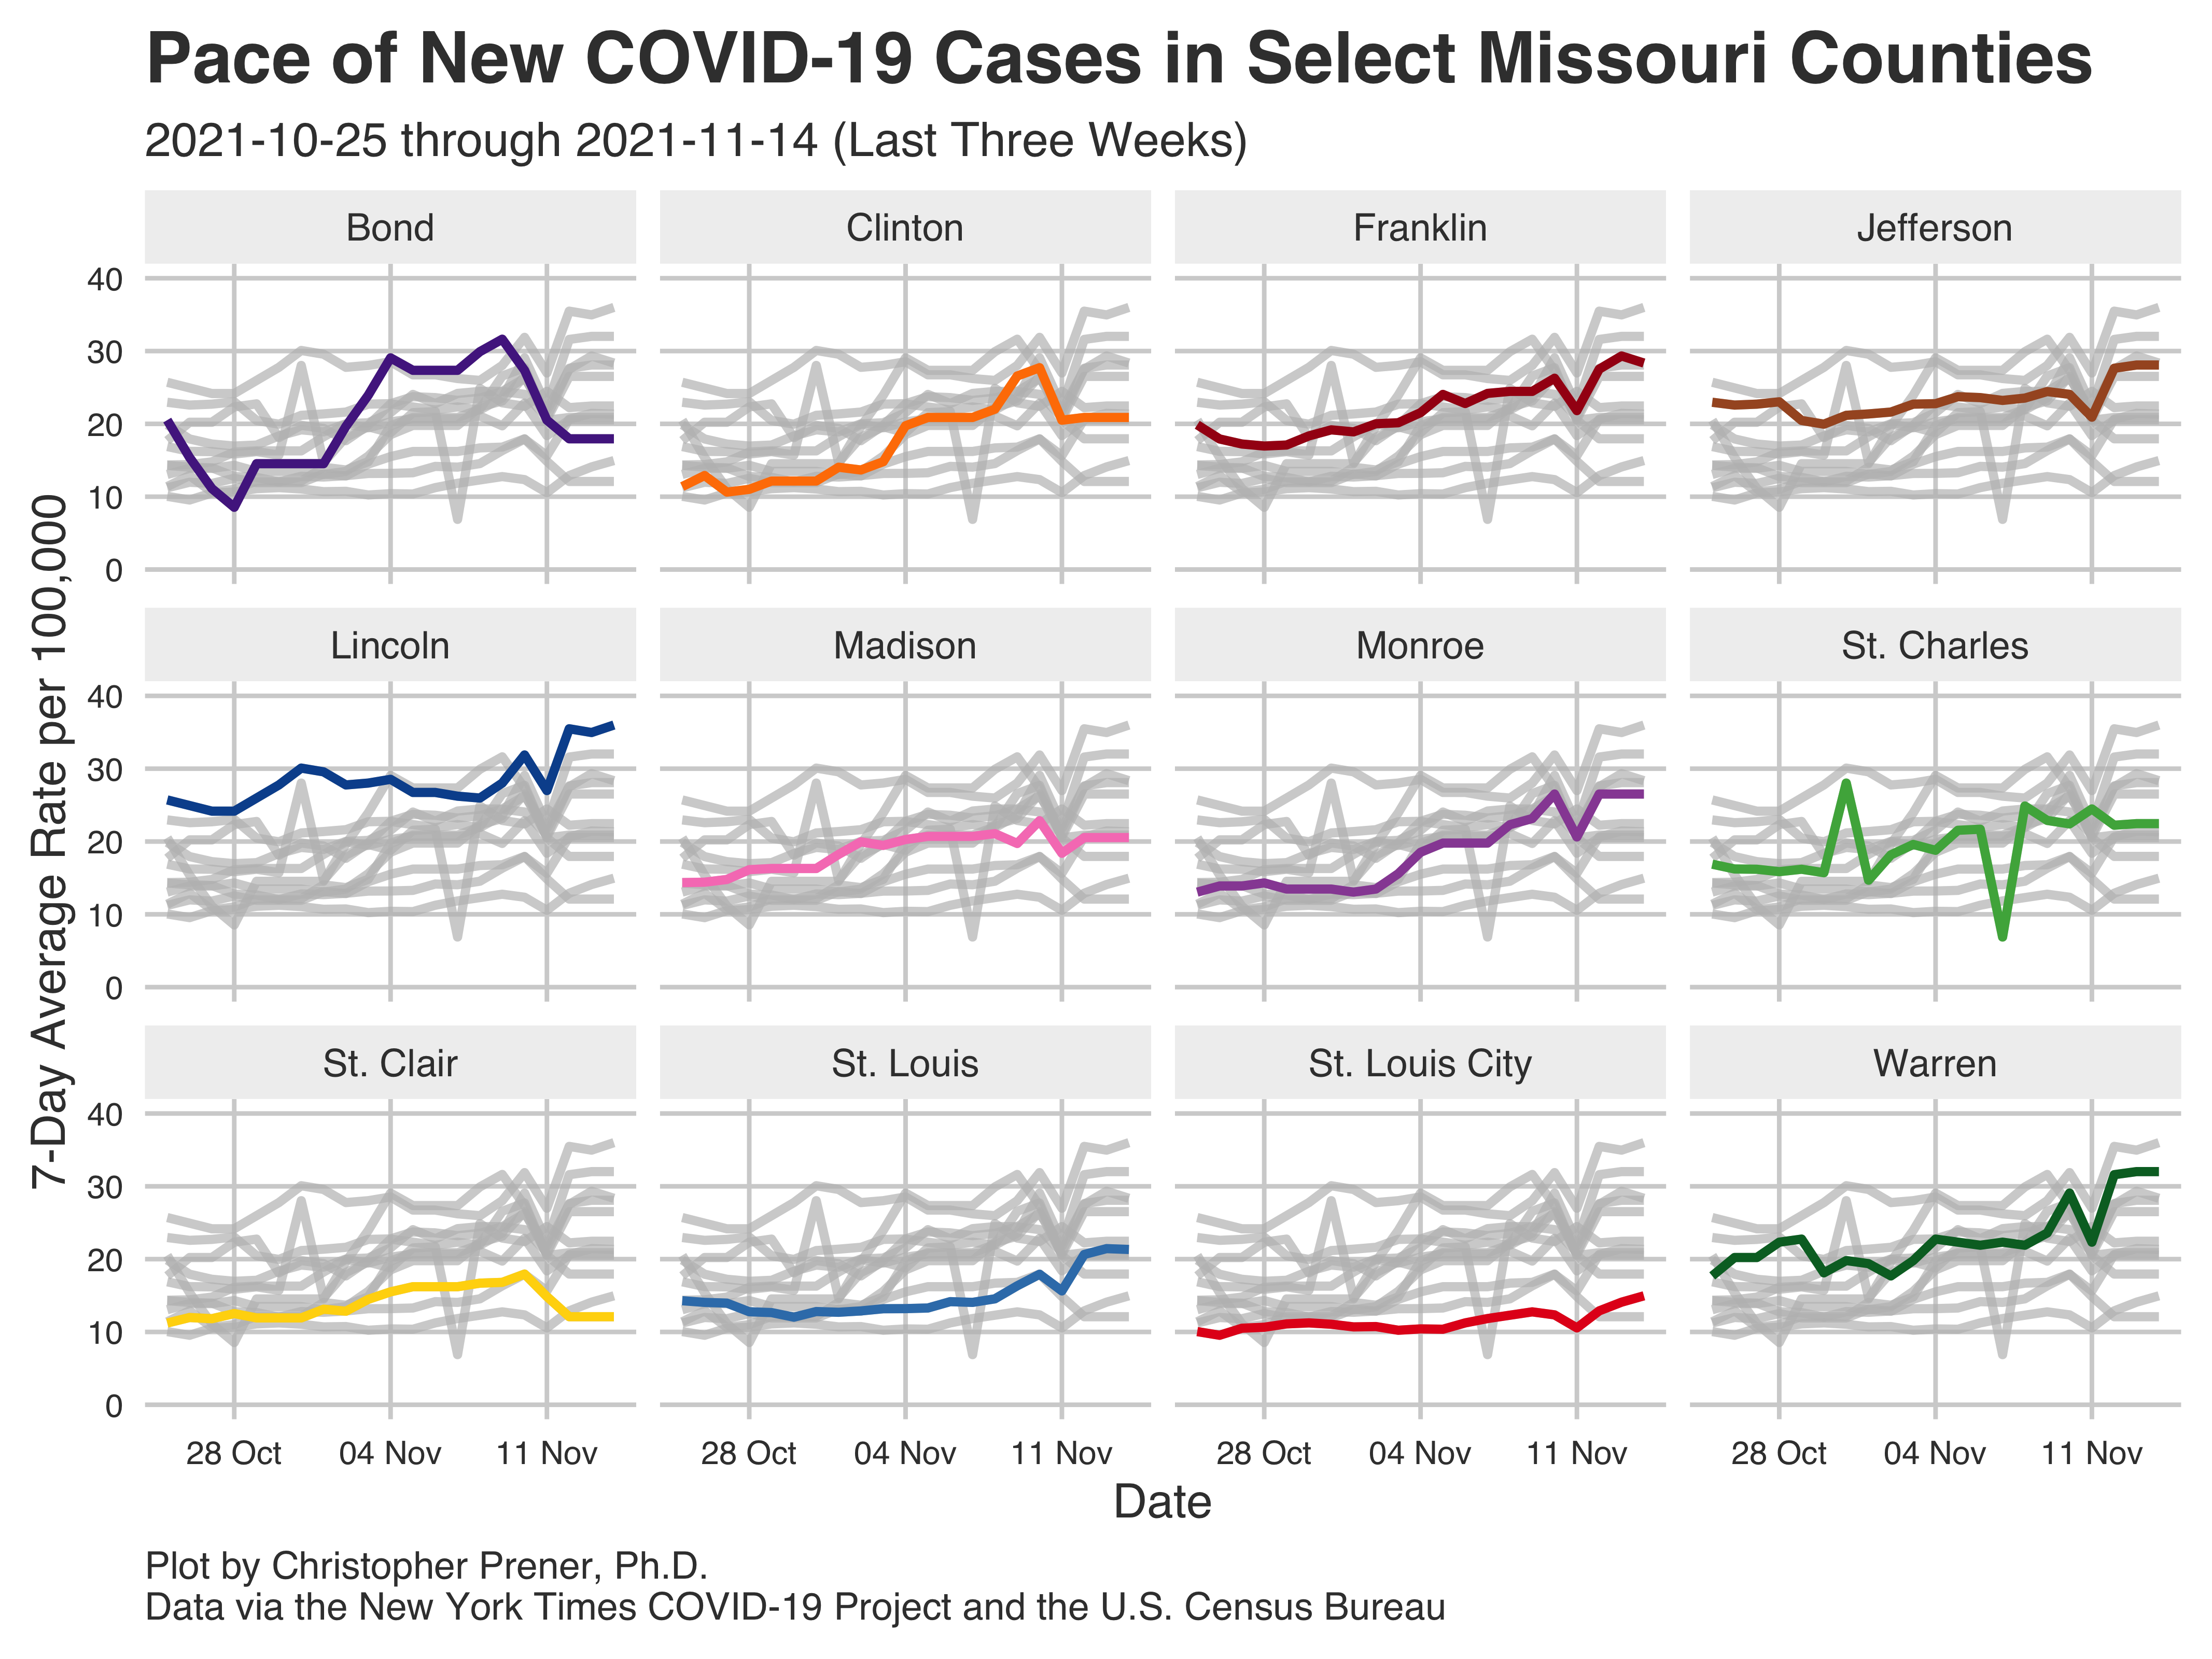 Pace of New COVID-19 Cases in Select Missouri Counties
2021-10-25 through 2021-11-14 (Last Three Weeks)
Bond
Clinton
Franklin
Jefferson
40
30
20
10
0
Lincoln
Madison
Monroe
St. Charles
40
30
20
10
0
St. Clair
St. Louis
St. Louis City
Warren
40
30
20
10
0
7-Day Average Rate per 100,000
28 Oct 04 Nov 11 Nov
28 Oct 04 Nov 11 Nov
28 Oct 04 Nov 11 Nov
28 Oct 04 Nov 11 Nov
Date
Plot by Christopher Prener, Ph.D.
Data via the New York Times COVID-19 Project and the U.S. Census Bureau